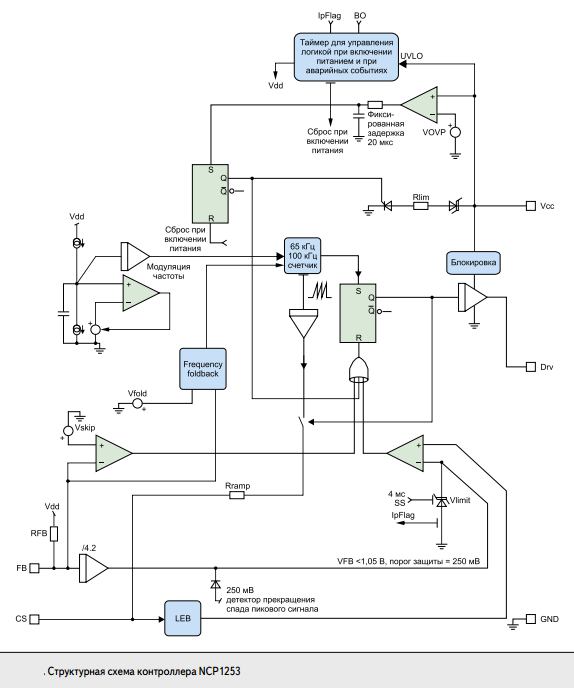 IpFlag
BO
Таймер для управления
логикой при включении
питанием и при
аварийных событиях
UVLO
Vdd
Сброс при
включении
питания
Фикси-
рованная
задержка
20 мкс
+
−
VOVP
+
S
Q
Q
R
Сброс при
включении
питания
Rlim
Vcc
Vdd
65 кГц
100 кГц
счетчик
Модуляция
частоты
+
−
+
Блокировка
S
Q
Q
R
Drv
Frequency
foldback
Vfold
+
Vskip
+
+
−
+
−
Rramp
4 мс
SS
Vlimit
IpFlag
Vdd
RFB
/4.2
FB
VFB <1,05 В, порог защиты = 250 мВ
250 мВ
детектор прекращения
спада пикового сигнала
CS
LEB
GND
. Структурная схема контроллера NCP1253